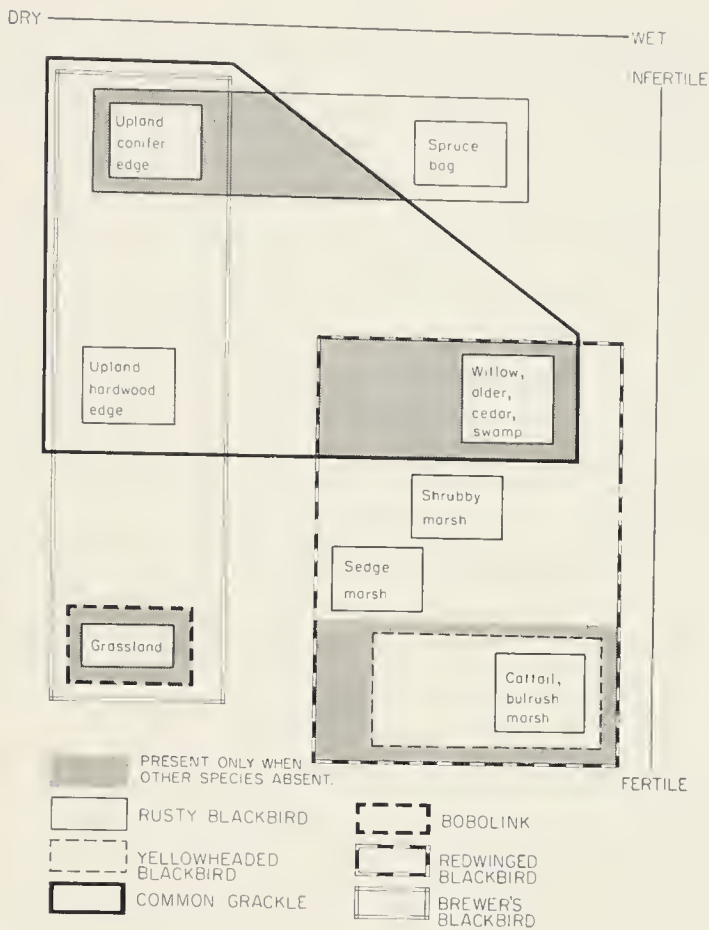 DRY
WET
INFERTILE
Upland
conifer
edge
Spruce
bog
Upland
hardwood
edge
Willow,
alder,
cedar,
swamp
Shrubby
marsh
Sedge
marsh
Grassland
Cattail,
bulrush
marsh
FERTILE
PRESENT ONLY WHEN
OTHER SPECIES ABSENT.
RUSTY BLACKBIRD
YELLOWHEADED
BLACKBIRD
COMMON GRACKLE
BOBOLINK
REDWINGED
BLACKBIRD
BREWER'S
BLACKBIRD